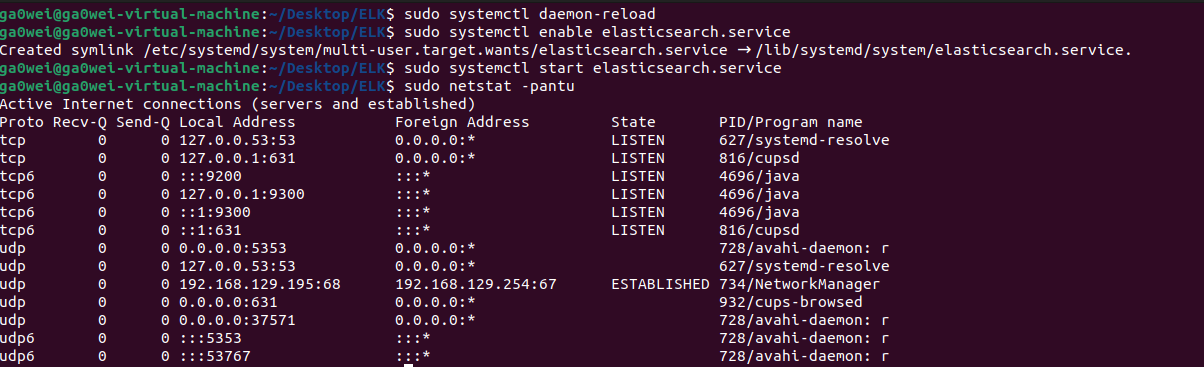 ga0wei@ga0wei-virtual-machine:~/Desktop/ELK$ sudo systemctl daemon-reload
ga0wei@ga0wei-virtual-machine:~/Desktop/ELK$ sudo systemctl enable elasticsearch.service
Created symlink /etc/systemd/system/multi-user.target.wants/elasticsearch.service → /lib/systemd/system/elasticsearch.service.
ga0wei@ga0wei-virtual-machine:~/Desktop/ELK$ sudo systemctl start elasticsearch.service
ga0wei@ga0wei-virtual-machine:~/Desktop/ELK$ sudo netstat -pantu
Active Internet connections (servers and established)
Proto Recv-Q Send-Q Local Address           Foreign Address         State       PID/Program name
tcp        0      0 127.0.0.53:53           0.0.0.0:*               LISTEN      627/systemd-resolve
tcp        0      0 127.0.0.1:631           0.0.0.0:*               LISTEN      816/cupsd
tcp6       0      0 :::9200                 :::*                    LISTEN      4696/java
tcp6       0      0 127.0.0.1:9300          :::*                    LISTEN      4696/java
tcp6       0      0 ::1:9300                :::*                    LISTEN      4696/java
tcp6       0      0 ::1:631                 :::*                    LISTEN      816/cupsd
udp        0      0 0.0.0.0:5353            0.0.0.0:*                           728/avahi-daemon: r
udp        0      0 127.0.0.53:53           0.0.0.0:*                           627/systemd-resolve
udp        0      0 192.168.129.195:68      192.168.129.254:67      ESTABLISHED 734/NetworkManager
udp        0      0 0.0.0.0:631             0.0.0.0:*                           932/cups-browsed
udp        0      0 0.0.0.0:37571           0.0.0.0:*                           728/avahi-daemon: r
udp6       0      0 :::5353                 :::*                                728/avahi-daemon: r
udp6       0      0 :::53767                :::*                                728/avahi-daemon: r